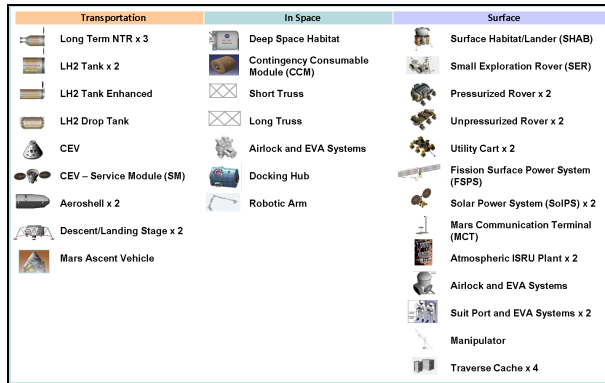 Transportation
Long Term NTR x 3
LH2 Tank x 2
LH2 Tank Enhanced
LH2 Drop Tank
CEV
CEV – Service Module (SM)
Aeroshell x 2
Descent/Landing Stage x 2
Mars Ascent Vehicle
In Space
Deep Space Habitat
Contingency Consumable
Module (CCM)
Short Truss
Long Truss
Airlock and EVA Systems
Docking Hub
Robotic Arm
Surface
Surface Habitat/Lander (SHAB)
Small Exploration Rover (SER)
Pressurized Rover x 2
Unpressurized Rover x 2
Utility Cart x 2
Fission Surface Power System
(FSPS)
Solar Power System (SolPS) x 2
Mars Communication Terminal
(MCT)
Atmospheric ISRU Plant x 2
Airlock and EVA Systems
Suit Port and EVA Systems x 2
Manipulator
Traverse Cache x 4